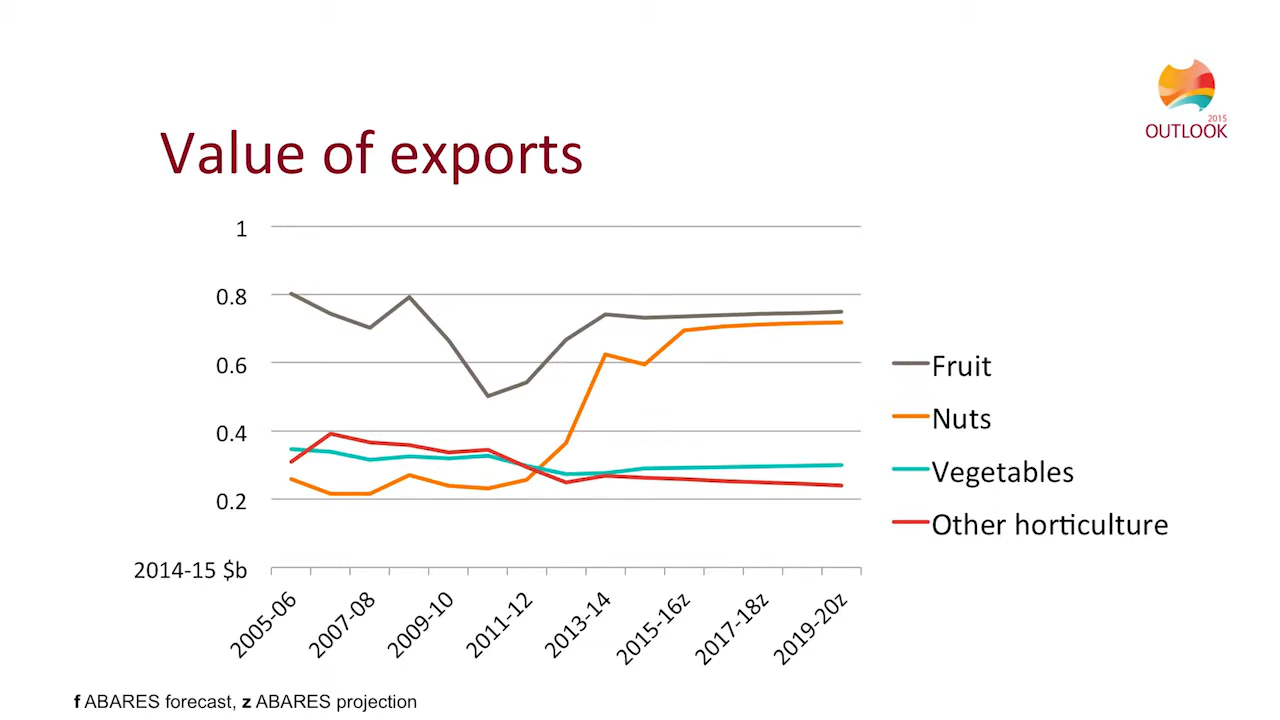 2015
OUTLOOK
Value of exports
1
0.8
0.6
0.4
0.2
2014-15 $b
2005-06
2007-08
2009-10
2011-12
2013-14
2015-16z
2017-18z
2019-20z
Fruit
Nuts
Vegetables
Other horticulture
f ABARES forecast, z ABARES projection